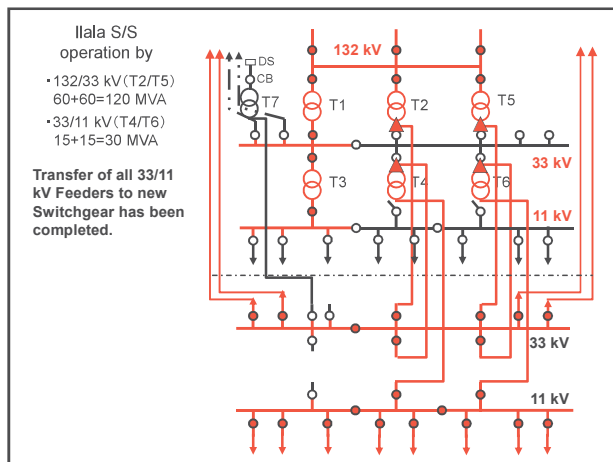 Ilala S/S
operation by
・132/33 kV(T2/T5)
60+60=120 MVA
・33/11 kV(T4/T6)
15+15=30 MVA
Transfer of all 33/11
kV Feeders to new
Switchgear has been
completed.
DS
CB
T7
132 kV
T1
T2
T5
33 kV
T3
T4
T6
11 kV
33 kV
11 kV